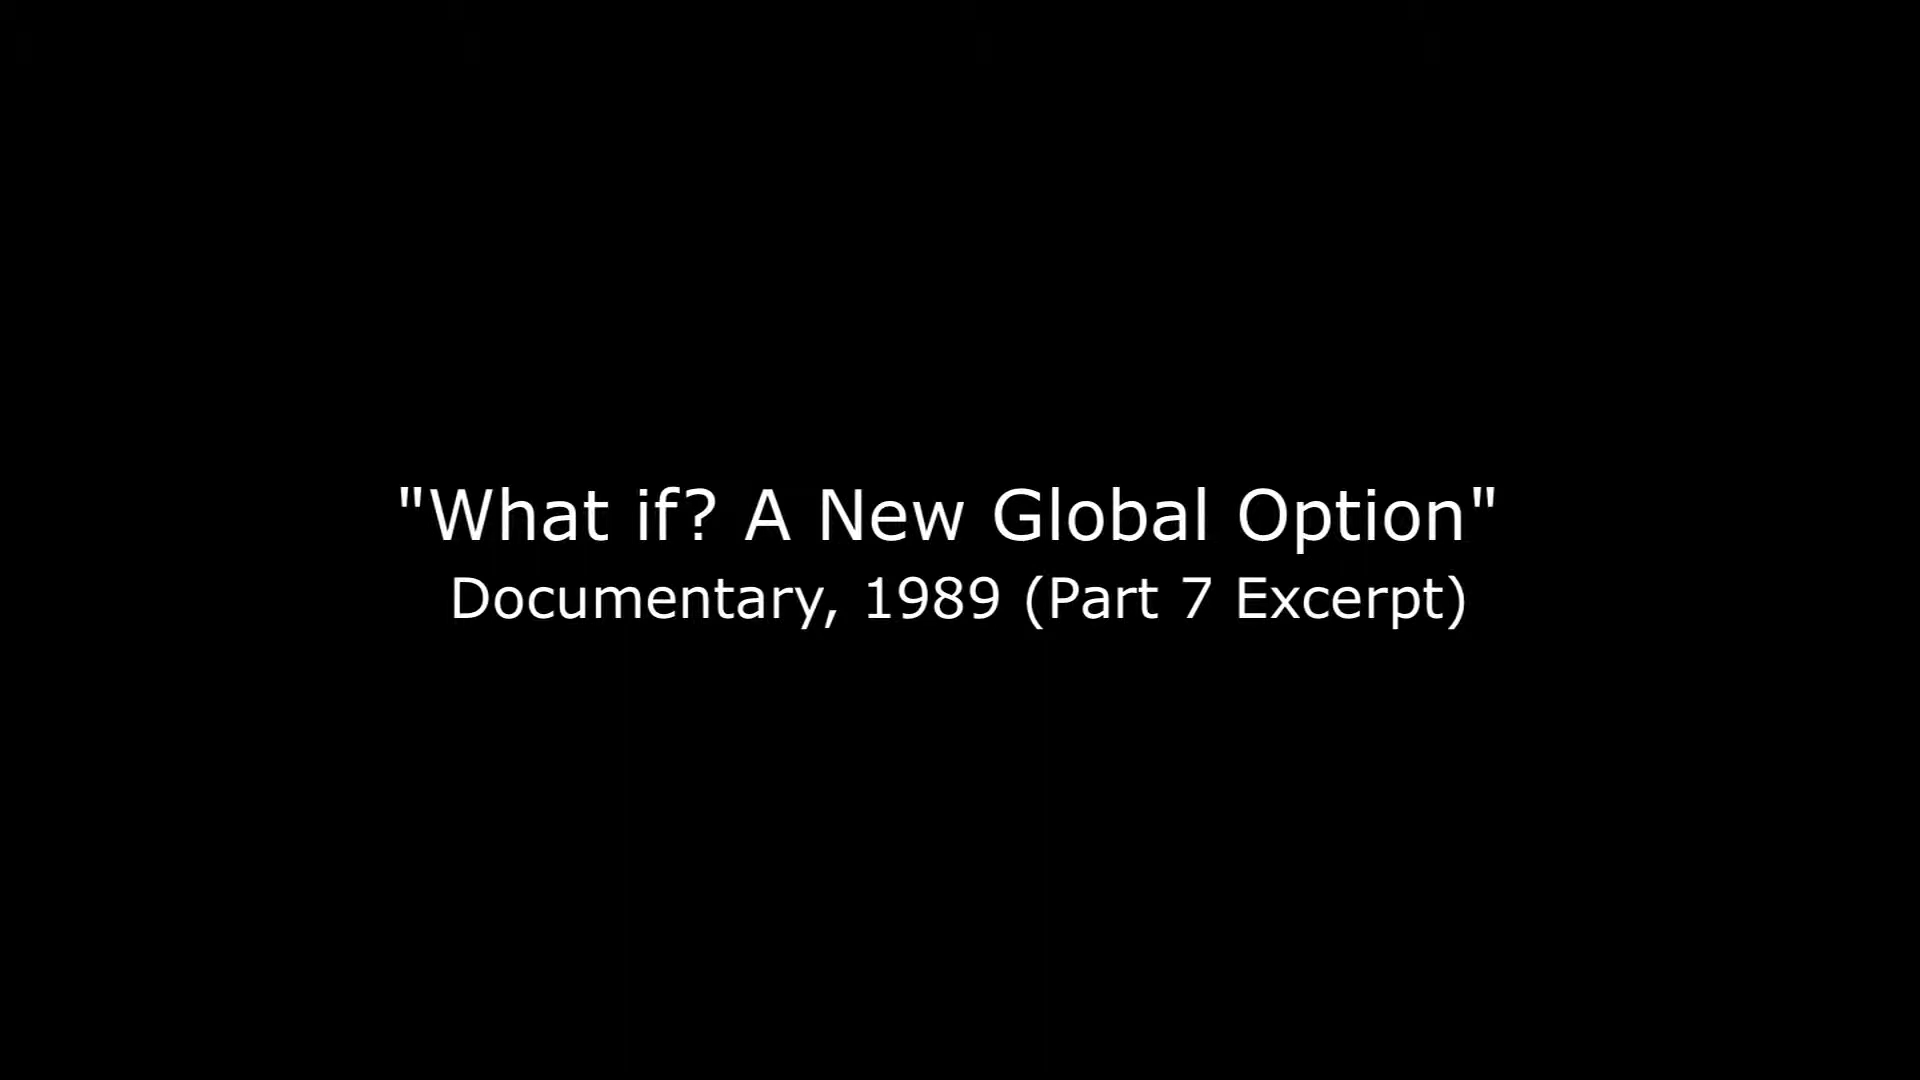 "What if? A New Global Option"
Documentary, 1989 (Part 7 Excerpt)